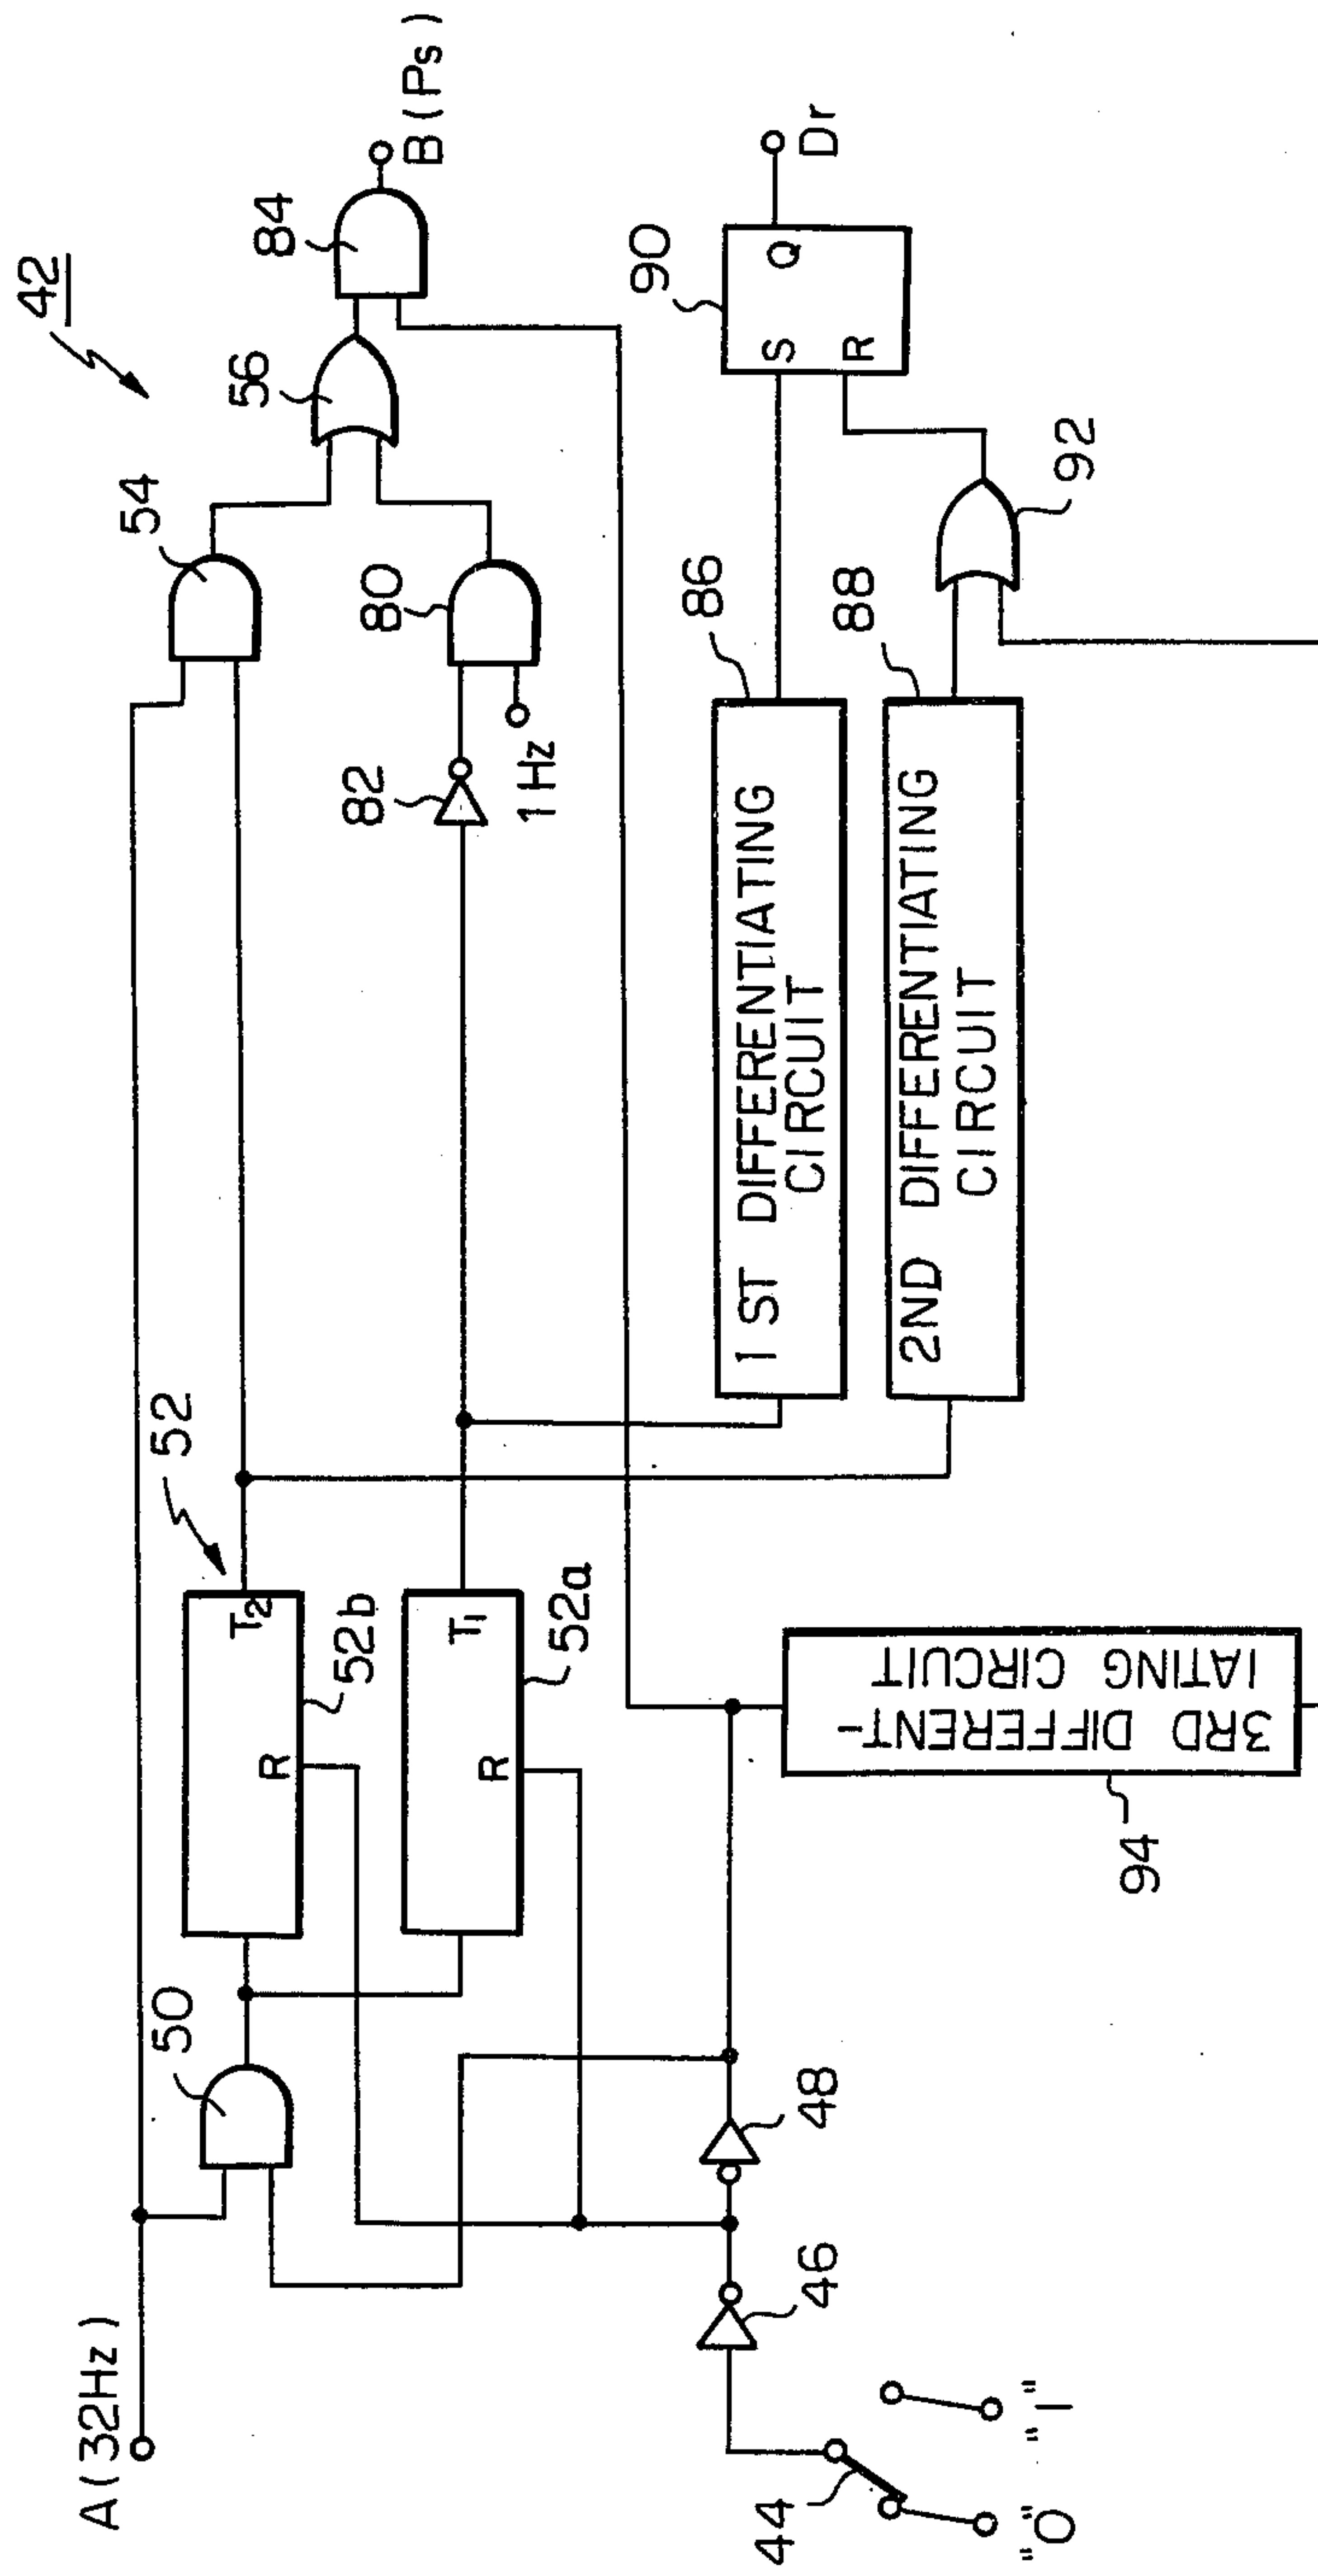 42
A(32Hz)
50
52
T2
R
52b
T1
R
52a
54
56
84
B(Ps)
82
80
1Hz
44
"0"
"1"
46
48
86
1ST DIFFERENTIATING
CIRCUIT
88
2ND DIFFERENTIATING
CIRCUIT
90
S
R
Q
Dr
92
94
3RD DIFFERENT-
IATING CIRCUIT